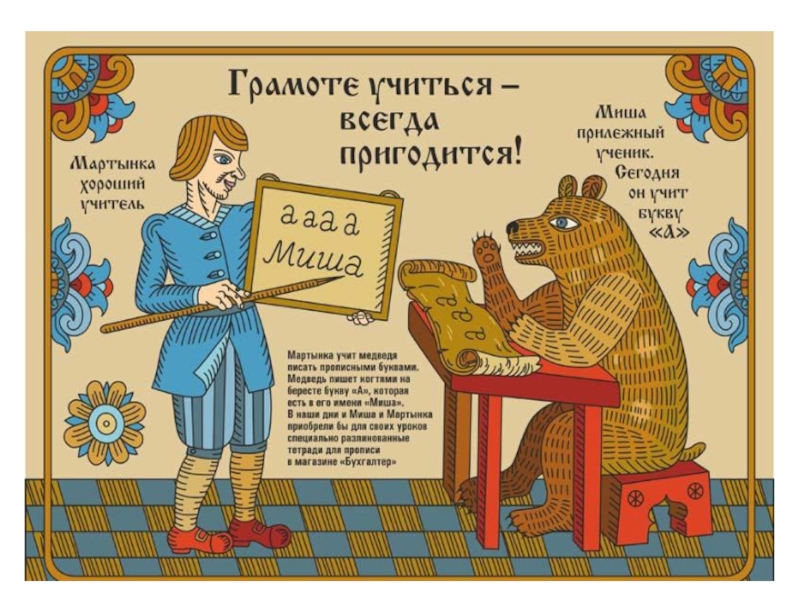 Грамоте учиться –
всегда
пригодится!
Мартынка
хороший
учитель
Миша
прилежный
ученик.
Сегодня
он учит
букву
«А»
а а а а
Миша
а а а
Мартынка учит медведя
писать прописными буквами.
Медведь пишет когтями на
бересте букву «А», которая
есть в его имени «Миша».
В наши дни и Миша и Мартынка
приобрели бы для своих уроков
специально разлинованные
тетради для прописи
в магазине «Бухгалтер»